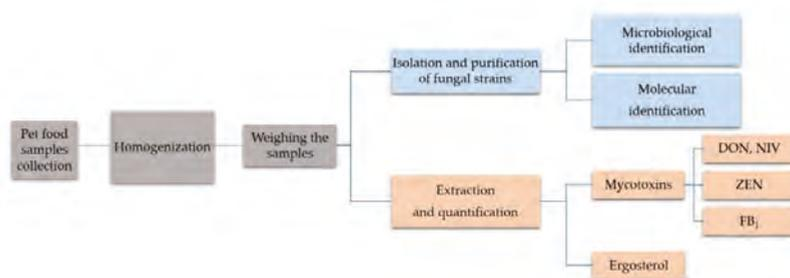 Pet food
samples
collection
Homogenization
Weighing the
samples
Isolation and purification
of fungal strains
Microbiological
identification
Molecular
identification
Extraction
and quantification
Mycotoxins
DON, NIV
ZEN
FB₁
Ergosterol